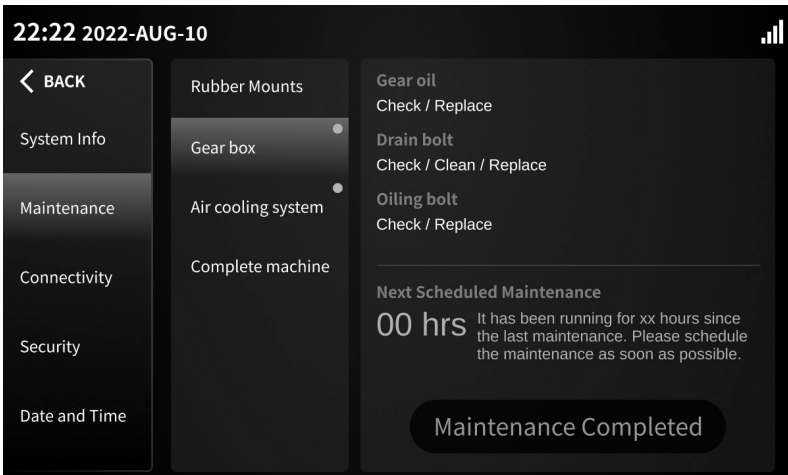 22:22 2022-AUG-10
BACK
System Info
Maintenance
Connectivity
Security
Date and Time
Rubber Mounts
Gear box
Air cooling system
Complete machine
Gear oil
Check / Replace
Drain bolt
Check / Clean / Replace
Oiling bolt
Check / Replace
Next Scheduled Maintenance
00 hrs
It has been running for xx hours since
the last maintenance. Please schedule
the maintenance as soon as possible.
Maintenance Completed